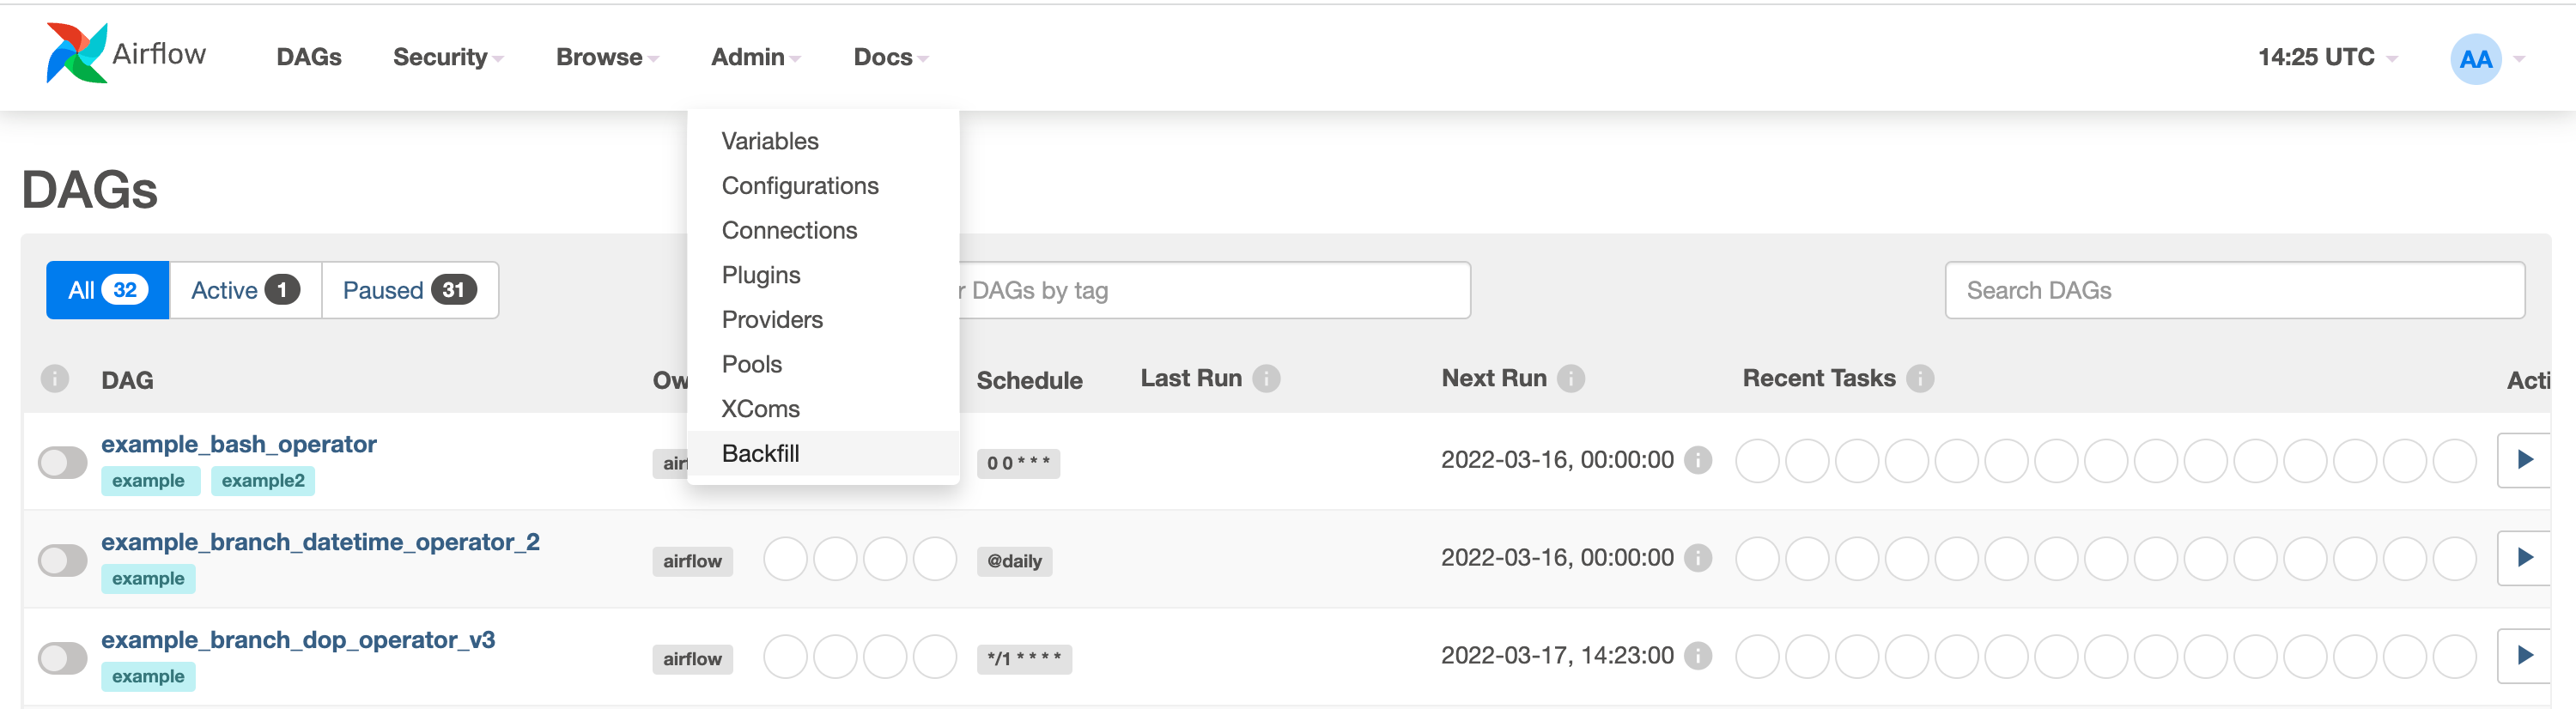 Airflow DAGs Security Browse Admin Docs 14:25 UTC AA
Variables
Configurations
Connections
Plugins
Providers
Pools
XComs
Backfill
DAGs
All 32 Active 1 Paused 31 r DAGs by tag Search DAGs
DAG Ow Schedule Last Run Next Run Recent Tasks Acti
example_bash_operator
example example2
airf 0 0 * * * 2022-03-16, 00:00:00
example_branch_datetime_operator_2
example
airflow @daily 2022-03-16, 00:00:00
example_branch_dop_operator_v3
example
airflow */1 * * * * 2022-03-17, 14:23:00